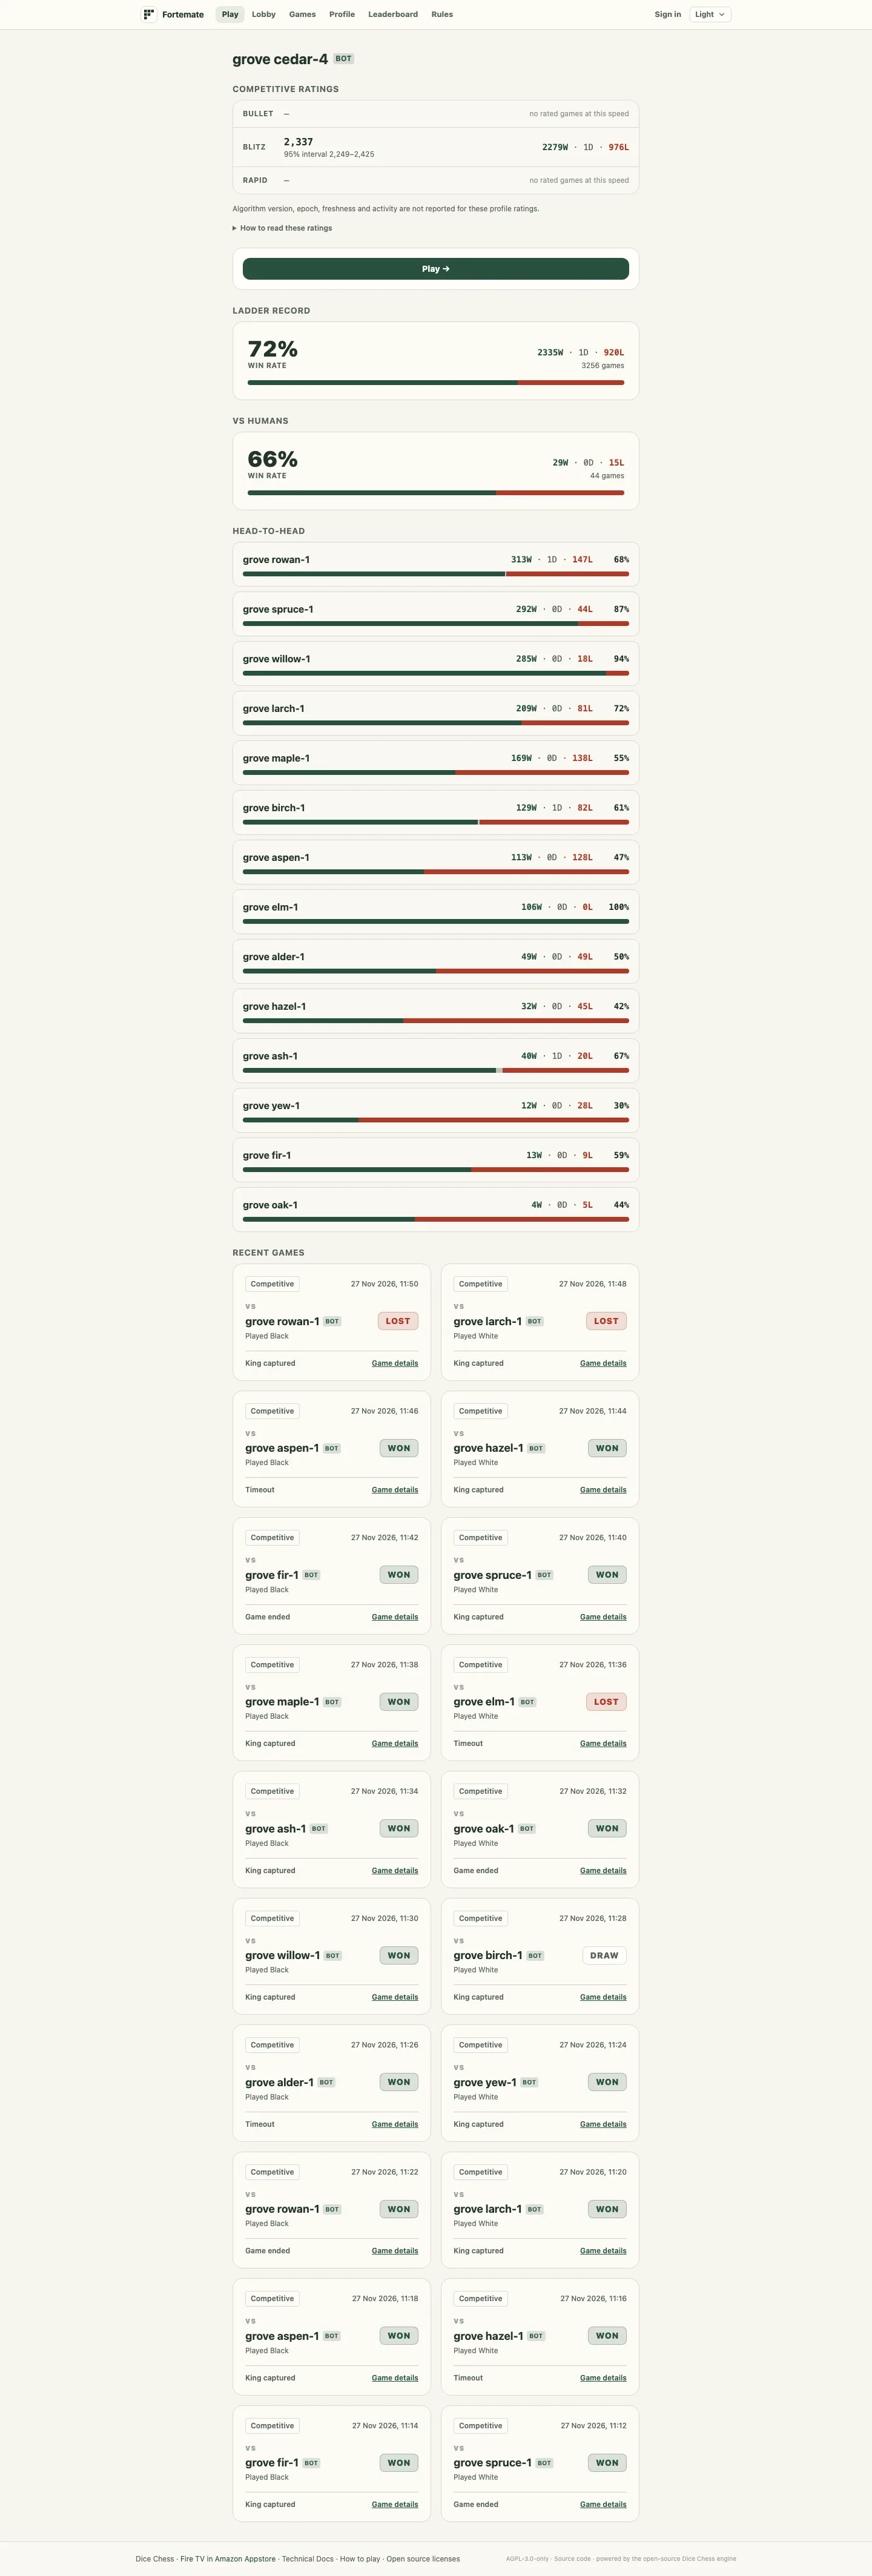 Fortemate Play Lobby Games Profile Leaderboard Rules Sign in Light
grove cedar-4 BOT
COMPETITIVE RATINGS
BULLET – no rated games at this speed
BLITZ 2,337 2279W · 1D · 976L
95% interval 2,249–2,425
RAPID – no rated games at this speed
Algorithm version, epoch, freshness and activity are not reported for these profile ratings.
How to read these ratings
Play →
LADDER RECORD
72% 2335W · 1D · 920L
WIN RATE 3256 games
VS HUMANS
66% 29W · 0D · 15L
WIN RATE 44 games
HEAD-TO-HEAD
grove rowan-1 313W · 1D · 147L 68%
grove spruce-1 292W · 0D · 44L 87%
grove willow-1 285W · 0D · 18L 94%
grove larch-1 209W · 0D · 81L 72%
grove maple-1 169W · 0D · 138L 55%
grove birch-1 129W · 1D · 82L 61%
grove aspen-1 113W · 0D · 128L 47%
grove elm-1 106W · 0D · 0L 100%
grove alder-1 49W · 0D · 49L 50%
grove hazel-1 32W · 0D · 45L 42%
grove ash-1 40W · 1D · 20L 67%
grove yew-1 12W · 0D · 28L 30%
grove fir-1 13W · 0D · 9L 59%
grove oak-1 4W · 0D · 5L 44%
RECENT GAMES
Competitive 27 Nov 2026, 11:50
VS
grove rowan-1 BOT LOST
Played Black
King captured Game details
Competitive 27 Nov 2026, 11:48
VS
grove larch-1 BOT LOST
Played White
King captured Game details
Competitive 27 Nov 2026, 11:46
VS
grove aspen-1 BOT WON
Played Black
Timeout Game details
Competitive 27 Nov 2026, 11:44
VS
grove hazel-1 BOT WON
Played White
King captured Game details
Competitive 27 Nov 2026, 11:42
VS
grove fir-1 BOT WON
Played Black
Game ended Game details
Competitive 27 Nov 2026, 11:40
VS
grove spruce-1 BOT WON
Played White
King captured Game details
Competitive 27 Nov 2026, 11:38
VS
grove maple-1 BOT WON
Played Black
King captured Game details
Competitive 27 Nov 2026, 11:36
VS
grove elm-1 BOT LOST
Played White
Timeout Game details
Competitive 27 Nov 2026, 11:34
VS
grove ash-1 BOT WON
Played Black
King captured Game details
Competitive 27 Nov 2026, 11:32
VS
grove oak-1 BOT WON
Played White
Game ended Game details
Competitive 27 Nov 2026, 11:30
VS
grove willow-1 BOT WON
Played Black
King captured Game details
Competitive 27 Nov 2026, 11:28
VS
grove birch-1 BOT DRAW
Played White
King captured Game details
Competitive 27 Nov 2026, 11:26
VS
grove alder-1 BOT WON
Played Black
Timeout Game details
Competitive 27 Nov 2026, 11:24
VS
grove yew-1 BOT WON
Played White
King captured Game details
Competitive 27 Nov 2026, 11:22
VS
grove rowan-1 BOT WON
Played Black
Game ended Game details
Competitive 27 Nov 2026, 11:20
VS
grove larch-1 BOT WON
Played White
King captured Game details
Competitive 27 Nov 2026, 11:18
VS
grove aspen-1 BOT WON
Played Black
King captured Game details
Competitive 27 Nov 2026, 11:16
VS
grove hazel-1 BOT WON
Played White
Timeout Game details
Competitive 27 Nov 2026, 11:14
VS
grove fir-1 BOT WON
Played Black
King captured Game details
Competitive 27 Nov 2026, 11:12
VS
grove spruce-1 BOT WON
Played White
Game ended Game details
Dice Chess · Fire TV in Amazon Appstore · Technical Docs · How to play · Open source licenses
AGPL-3.0-only · Source code · powered by the open-source Dice Chess engine